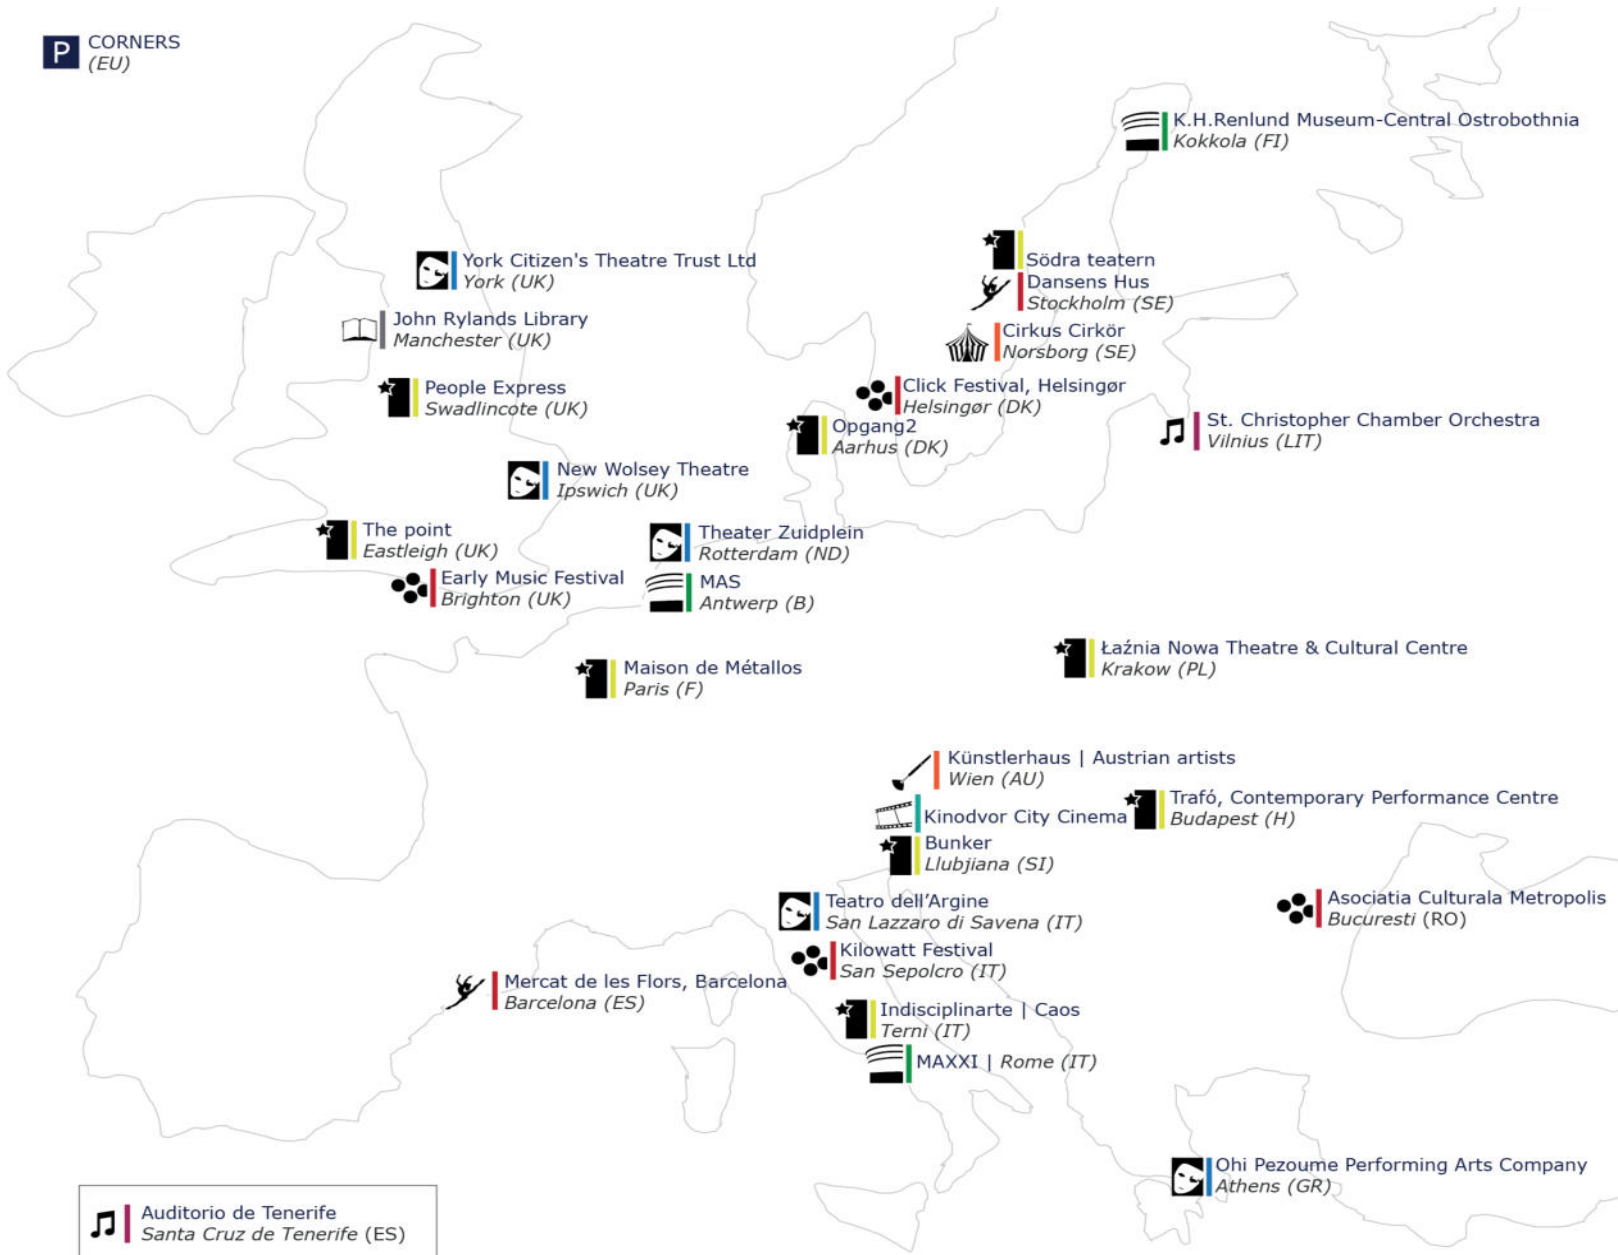 P CORNERS
(EU)
K.H.Renlund Museum-Central Ostrobothnia
Kokkola (FI)
York Citizen's Theatre Trust Ltd
York (UK)
Södra teatern
Dansens Hus
Stockholm (SE)
John Rylands Library
Manchester (UK)
Cirkus Cirkör
Norsborg (SE)
People Express
Swadlincote (UK)
Click Festival, Helsingør
Helsingør (DK)
Opgang2
Aarhus (DK)
St. Christopher Chamber Orchestra
Vilnius (LIT)
New Wolsey Theatre
Ipswich (UK)
The point
Eastleigh (UK)
Theater Zuidplein
Rotterdam (ND)
Early Music Festival
Brighton (UK)
MAS
Antwerp (B)
Maison de Métallos
Paris (F)
Łaźnia Nowa Theatre & Cultural Centre
Krakow (PL)
Künstlerhaus | Austrian artists
Wien (AU)
Kinodvor City Cinema
Trafó, Contemporary Performance Centre
Budapest (H)
Bunker
Llubjiana (SI)
Teatro dell’Argine
San Lazzaro di Savena (IT)
Asociatia Culturala Metropolis
Bucuresti (RO)
Kilowatt Festival
San Sepolcro (IT)
Mercat de les Flors, Barcelona
Barcelona (ES)
Indisciplinarte | Caos
Terni (IT)
MAXXI | Rome (IT)
Ohi Pezoume Performing Arts Company
Athens (GR)
Auditorio de Tenerife
Santa Cruz de Tenerife (ES)